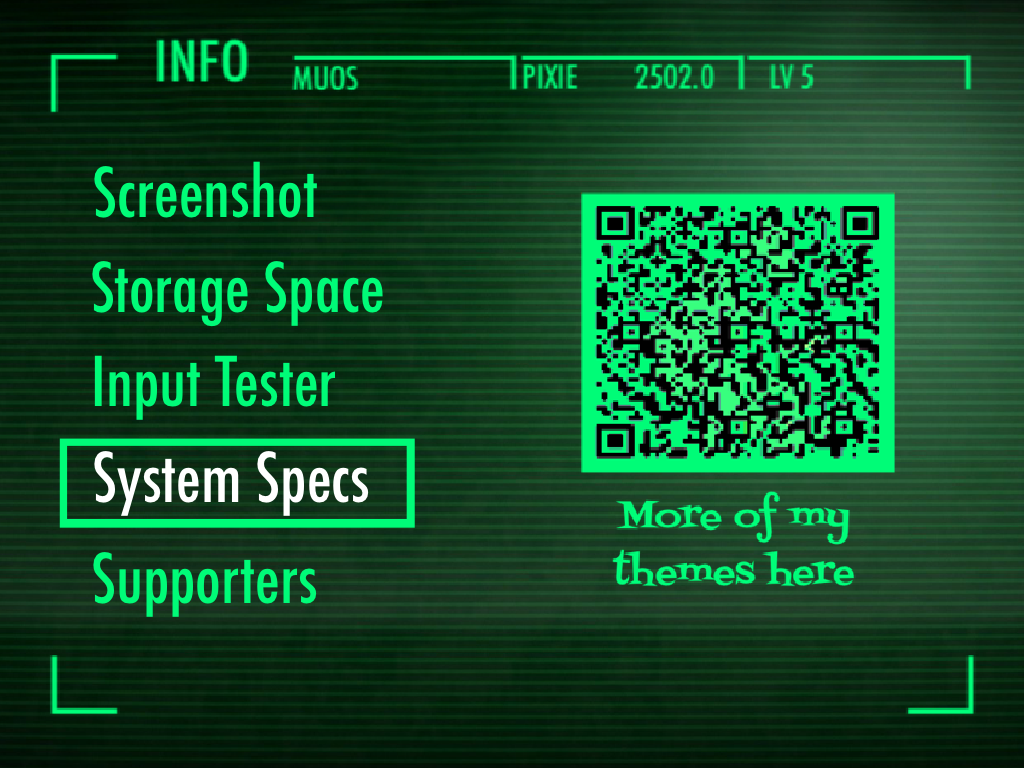 INFO MUOS PIXIE 2502.0 LV 5
Screenshot
Storage Space
Input Tester
System Specs
Supporters
More of my
themes here